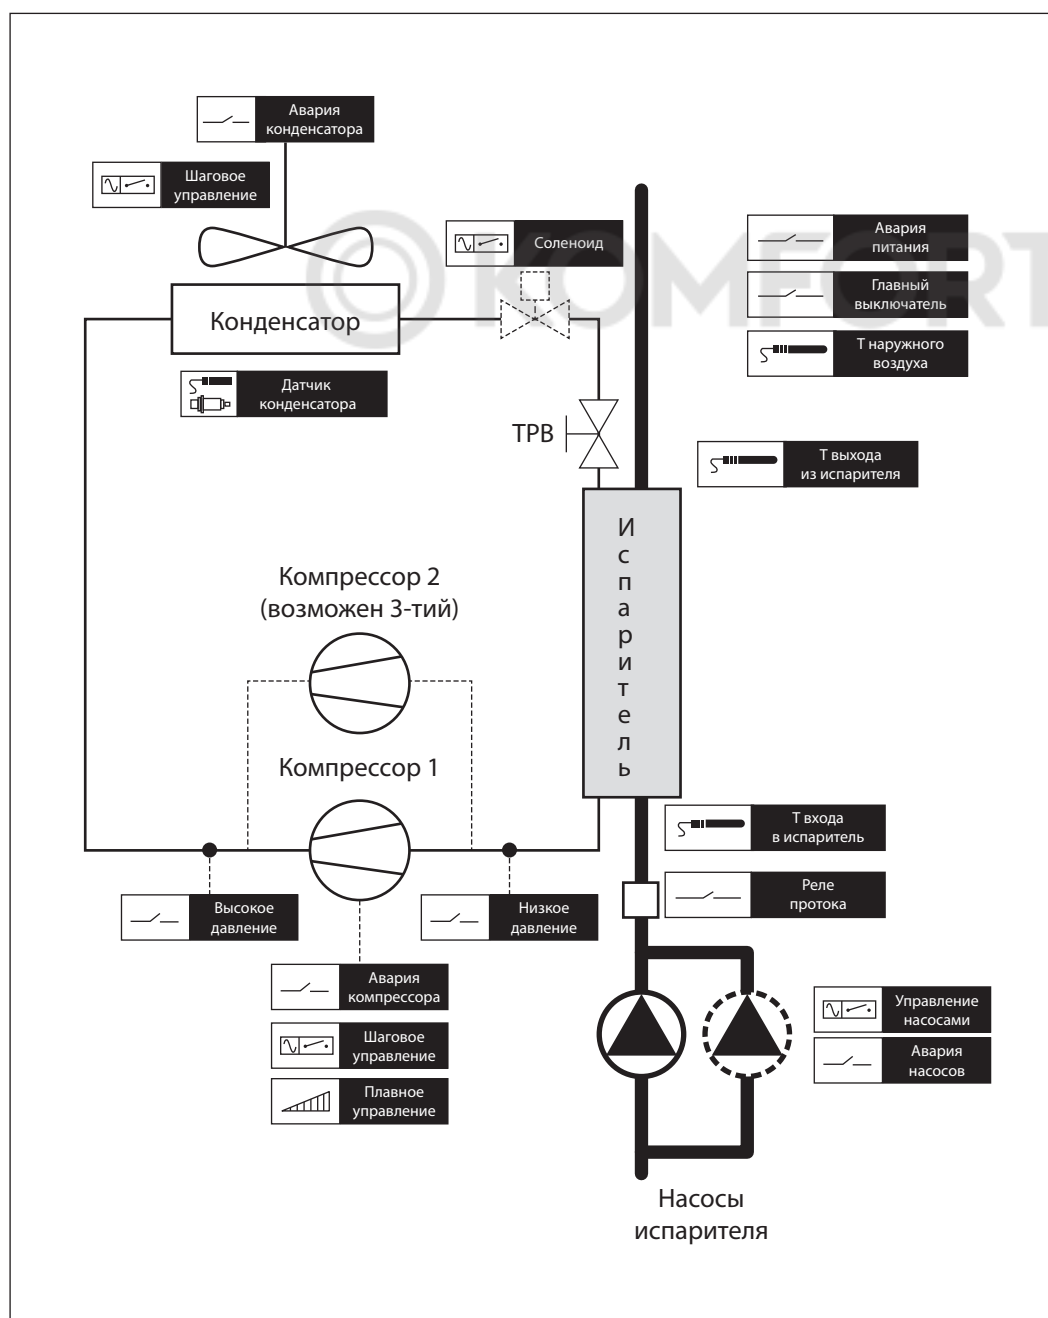 Авария
конденсатора
Шаговое
управление
KOMFORT
Соленоид
Авария
питания
Главный
выключатель
Т наружного
воздуха
Конденсатор
Датчик
конденсатора
ТРВ
Т выхода
из испарителя
Испаритель
Компрессор 2
(возможен 3-тий)
Компрессор 1
Т входа
в испаритель
Реле
протока
Высокое
давление
Низкое
давление
Авария
компрессора
Шаговое
управление
Плавное
управление
Управление
насосами
Авария
насосов
Насосы
испарителя